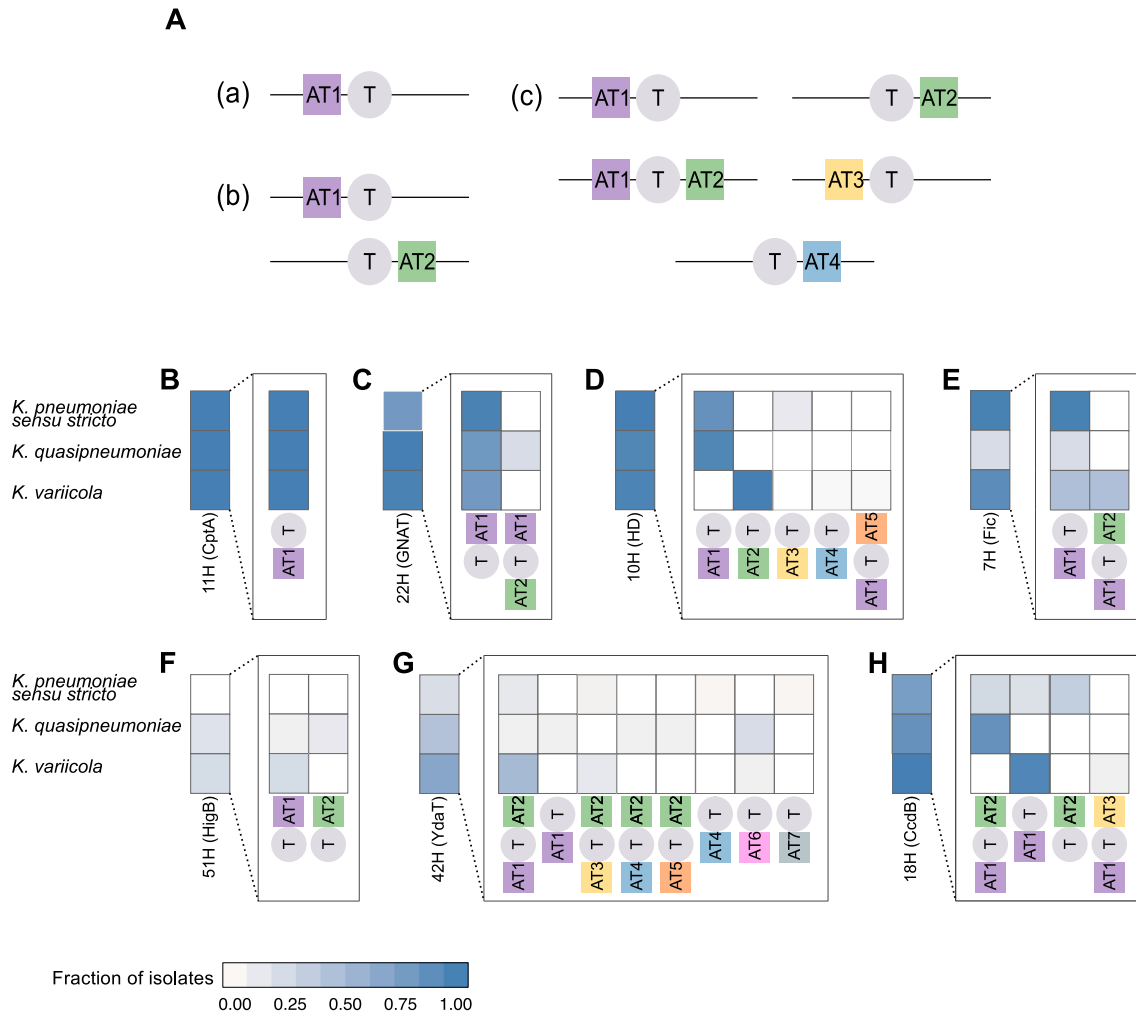 A
(a) AT1 T
(c) AT1 T
T AT2
(b) AT1 T
AT1 T AT2
AT3 T
T AT2
T AT4
B
C
D
E
K. pneumoniae
sensu stricto
K. quasipneumoniae
K. variicola
11H (CptA)
T
AT1
22H (GNAT)
AT1 AT1
T T
AT2
10H (HD)
T T T T AT5
AT1 AT2 AT3 AT4 T
AT1
7H (Fic)
T AT2
AT1 T
AT1
F
G
H
K. pneumoniae
sensu stricto
K. quasipneumoniae
K. variicola
51H (HigB)
AT1 AT2
T T
42H (YdaT)
AT2 T AT2 AT2 AT2 T T T
T AT1 T T T AT4 AT6 AT7
AT1 AT3 AT4 AT5
18H (CcdB)
AT2 T AT2 AT3
T AT1 T T
AT1 AT1
Fraction of isolates
0.00 0.25 0.50 0.75 1.00